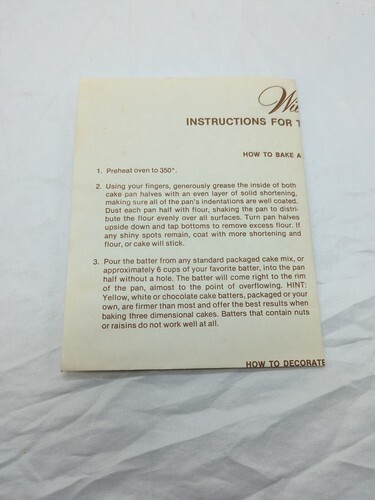 INSTRUCTIONS FOR
HOW TO BAKE A
1. Preheat oven to 350°.
2. Using your fingers, generously grease the inside of both
cake pan halves with an even layer of solid shortening,
making sure all of the pan's indentations are well coated.
Dust each pan half with flour, shaking the pan to distri-
bute the flour evenly over all surfaces. Turn pan halves
upside down and tap bottoms to remove excess flour. If
any shiny spots remain, coat with more shortening and
flour, or cake will stick.
3. Pour the batter from any standard packaged cake mix, or
approximately 6 cups of your favorite batter, into the pan
half without a hole. The batter will come right to the rim
of the pan, almost to the point of overflowing. HINT:
Yellow, white or chocolate cake batters, packaged or your
own, are firmer than most and offer the best results when
baking three dimensional cakes. Batters that contain nuts
or raisins do not work well at all.
HOW TO DECORATE